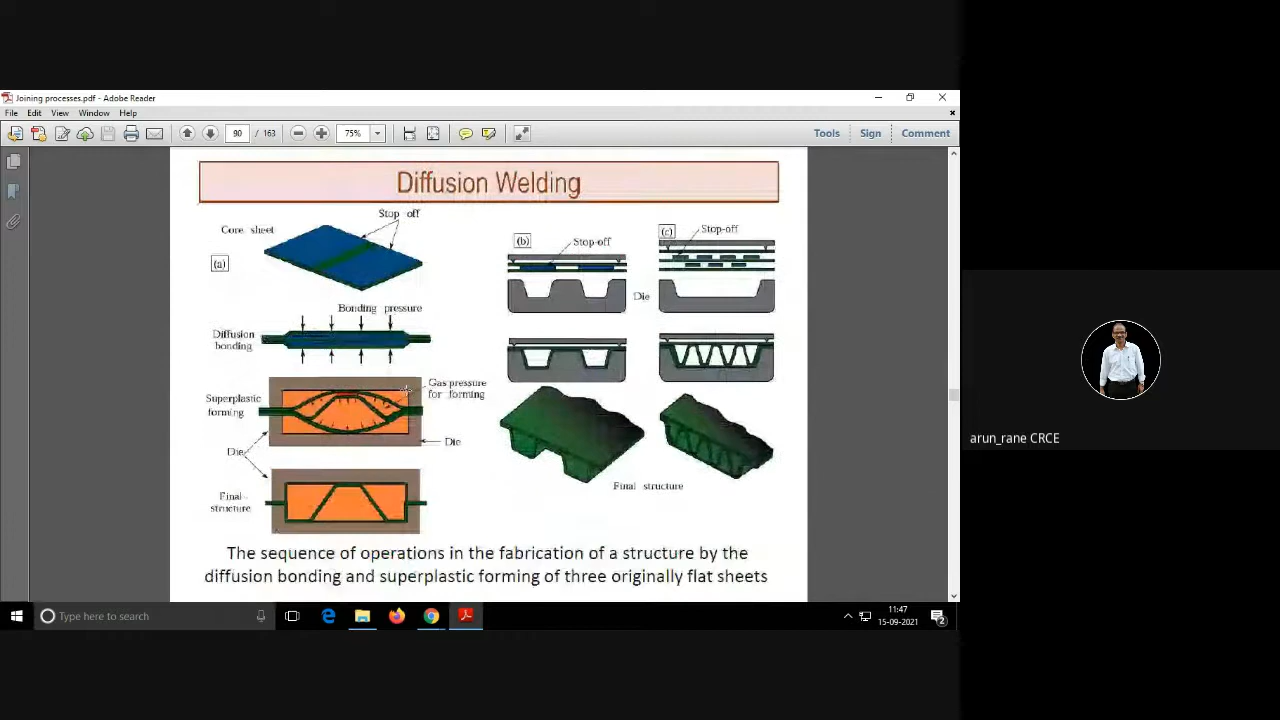 Joining processes.pdf - Adobe Reader
File Edit View Window Help
90 / 163 75% Tools Sign Comment
Diffusion Welding
Stop off
Core sheet
(a)
Bonding pressure
Diffusion
bonding
Gas pressure
for forming
Superplastic
forming
Die
Die
Final
structure
(b)
Stop-off
Die
(c)
Stop-off
Final structure
The sequence of operations in the fabrication of a structure by the
diffusion bonding and superplastic forming of three originally flat sheets
arun_rane CRCE
Type here to search
11:47
15-09-2021
2